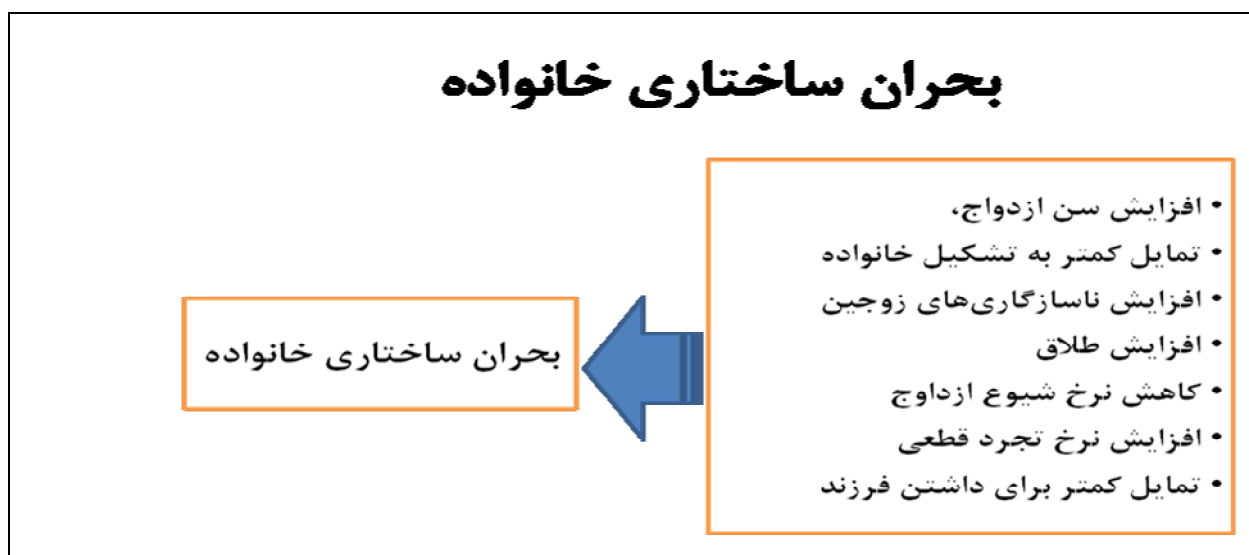 بحران ساختاری خانواده
• افزایش سن ازدواج،
• تمایل کمتر به تشکیل خانواده
• افزایش ناسازگاری‌های زوجین
• افزایش طلاق
• کاهش نرخ شیوع ازداوج
• افزایش نرخ تجرد قطعی
• تمایل کمتر برای داشتن فرزند
بحران ساختاری خانواده